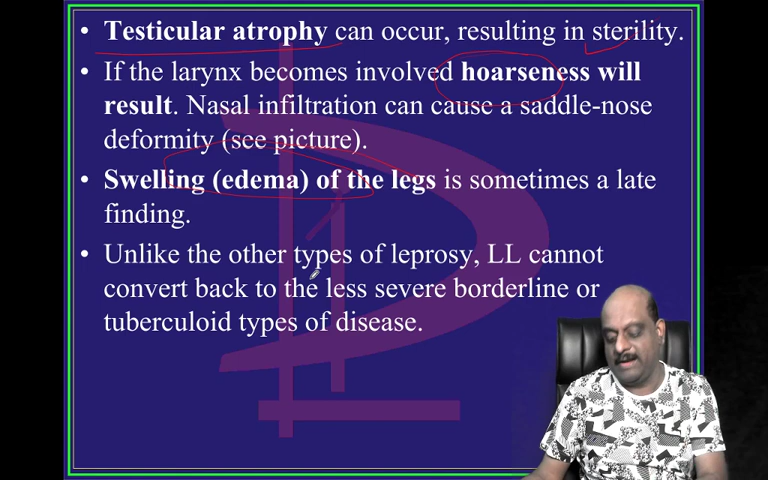 • Testicular atrophy can occur, resulting in sterility.
• If the larynx becomes involved hoarseness will
result. Nasal infiltration can cause a saddle-nose
deformity (see picture).
• Swelling (edema) of the legs is sometimes a late
finding.
• Unlike the other types of leprosy, LL cannot
convert back to the less severe borderline or
tuberculoid types of disease.